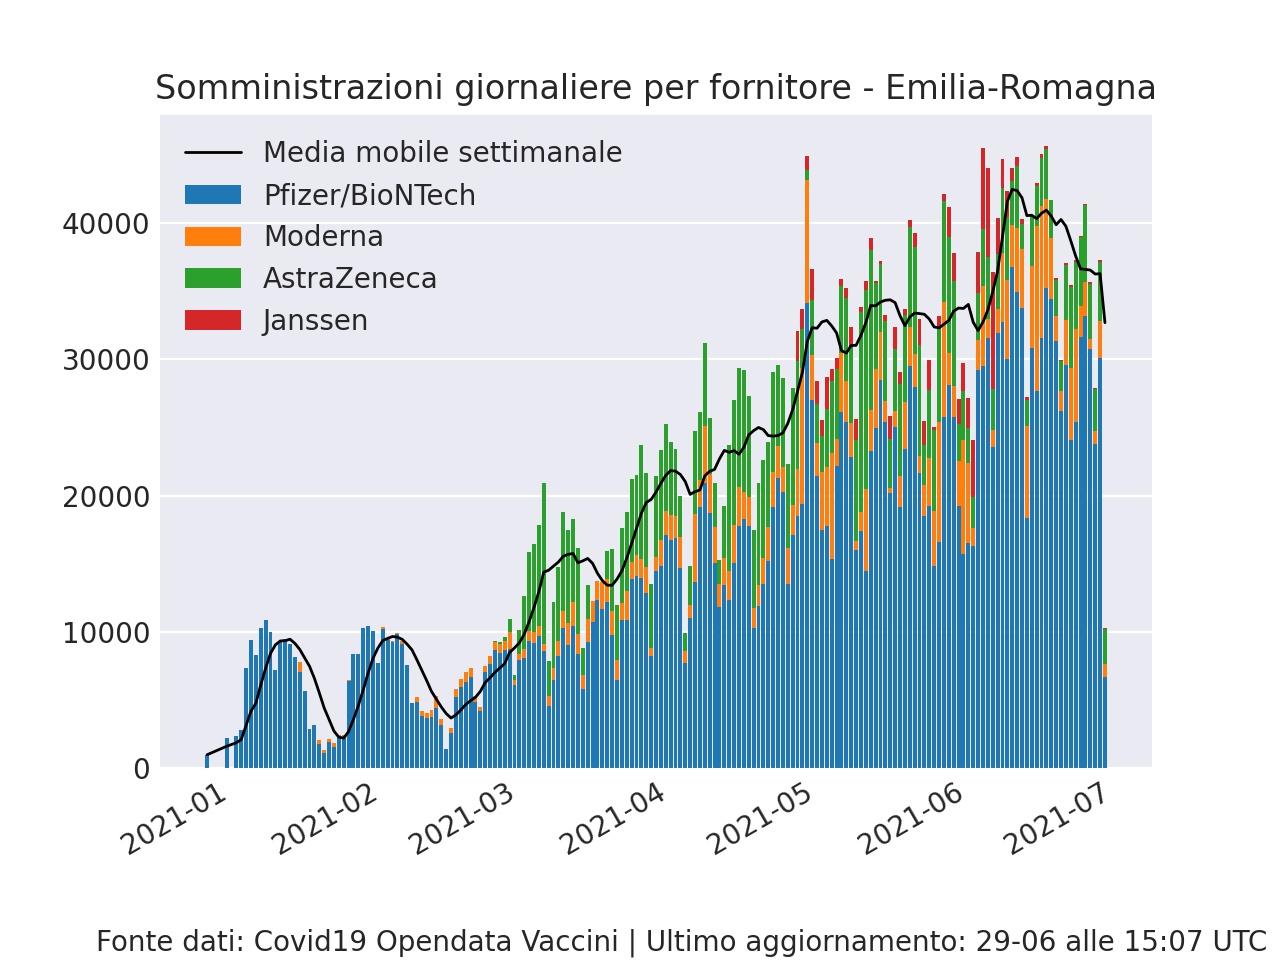 Somministrazioni giornaliere per fornitore - Emilia-Romagna
Media mobile settimanale
Pfizer/BioNTech
Moderna
AstraZeneca
Janssen
40000
30000
20000
10000
0
2021-01
2021-02
2021-03
2021-04
2021-05
2021-06
2021-07
Fonte dati: Covid19 Opendata Vaccini | Ultimo aggiornamento: 29-06 alle 15:07 UTC